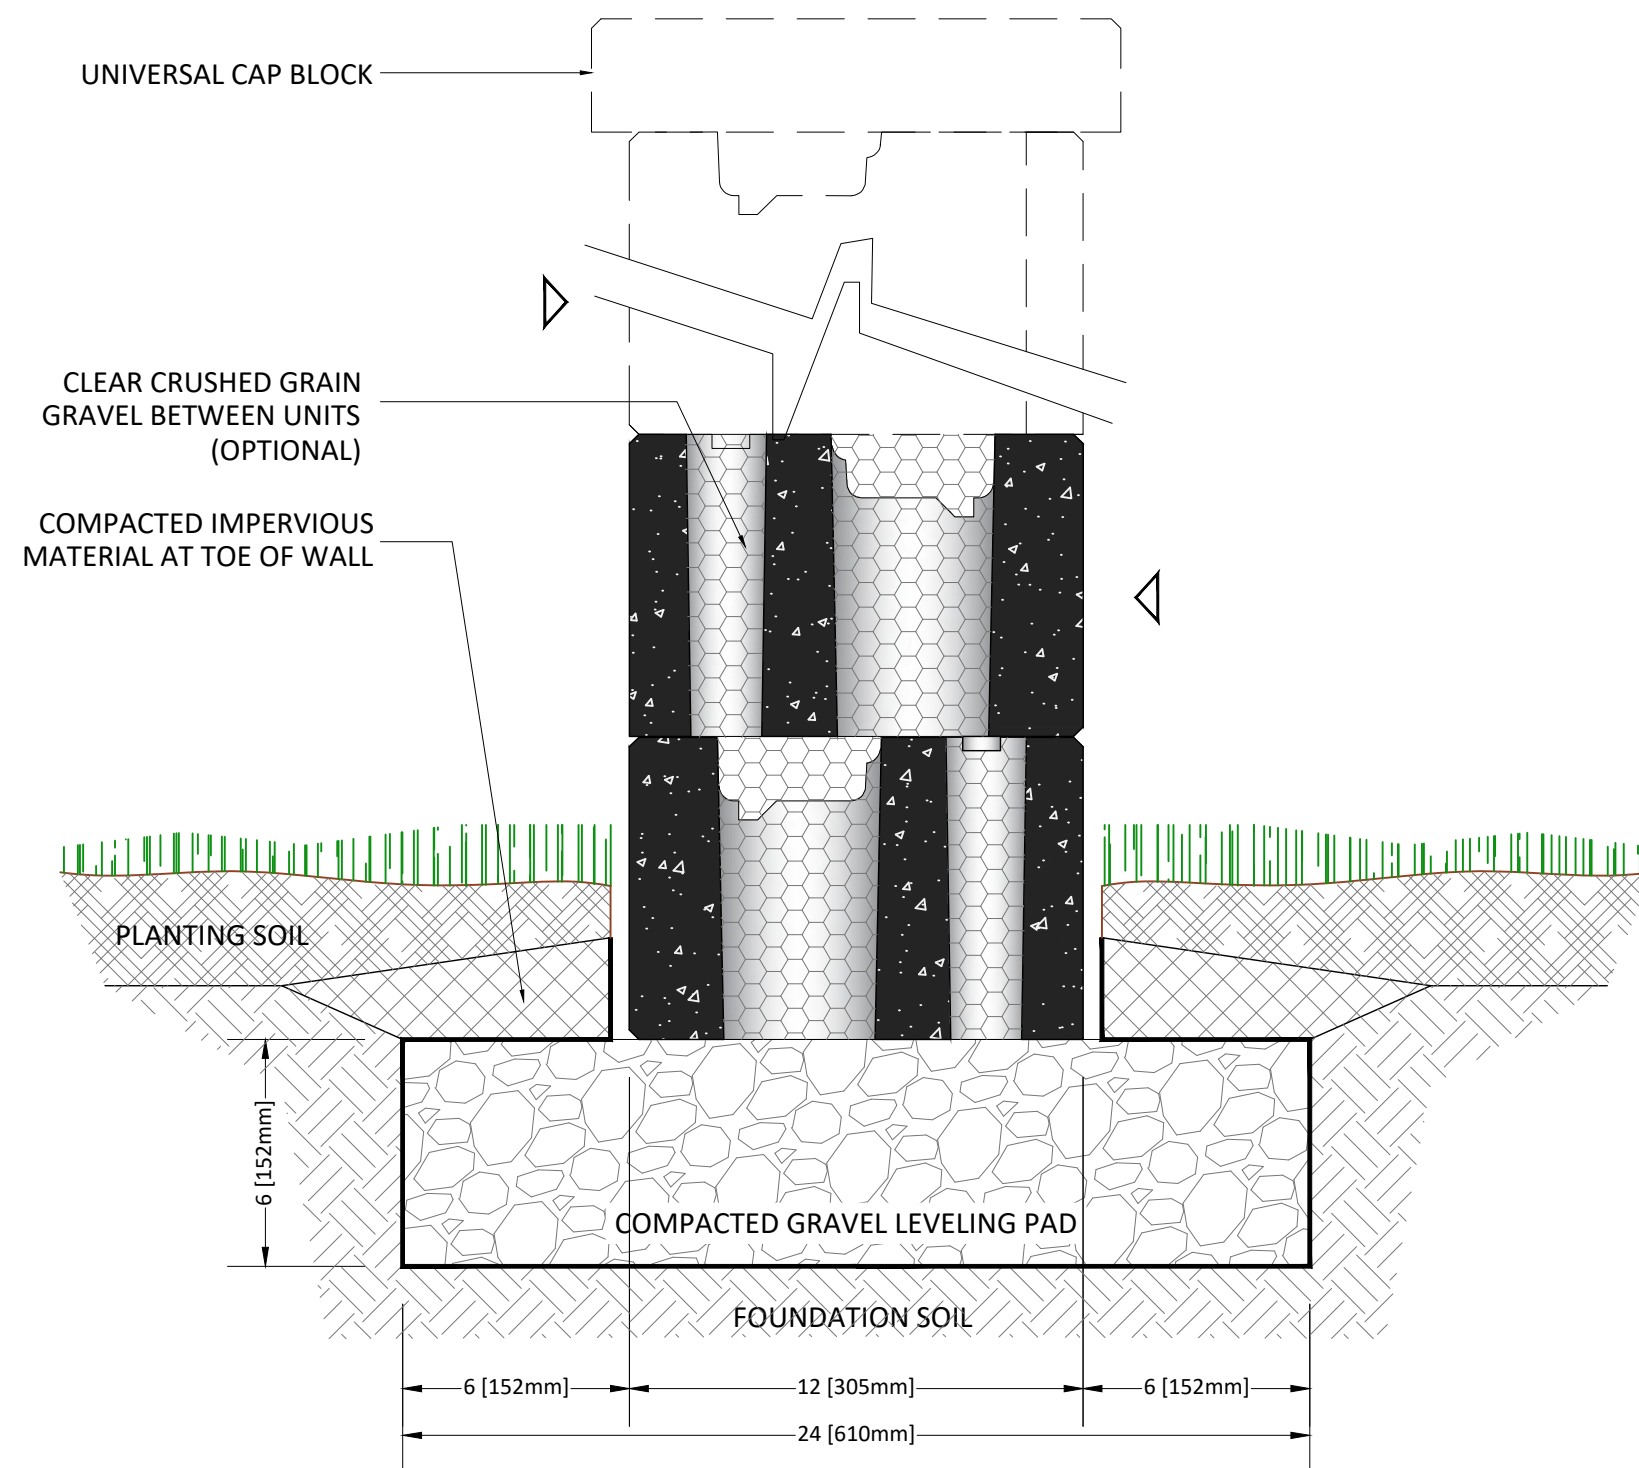 UNIVERSAL CAP BLOCK
CLEAR CRUSHED GRAIN
GRAVEL BETWEEN UNITS
(OPTIONAL)
COMPACTED IMPERVIOUS
MATERIAL AT TOE OF WALL
PLANTING SOIL
6 [152mm]
COMPACTED GRAVEL LEVELING PAD
FOUNDATION SOIL
6 [152mm]
12 [305mm]
6 [152mm]
24 [610mm]